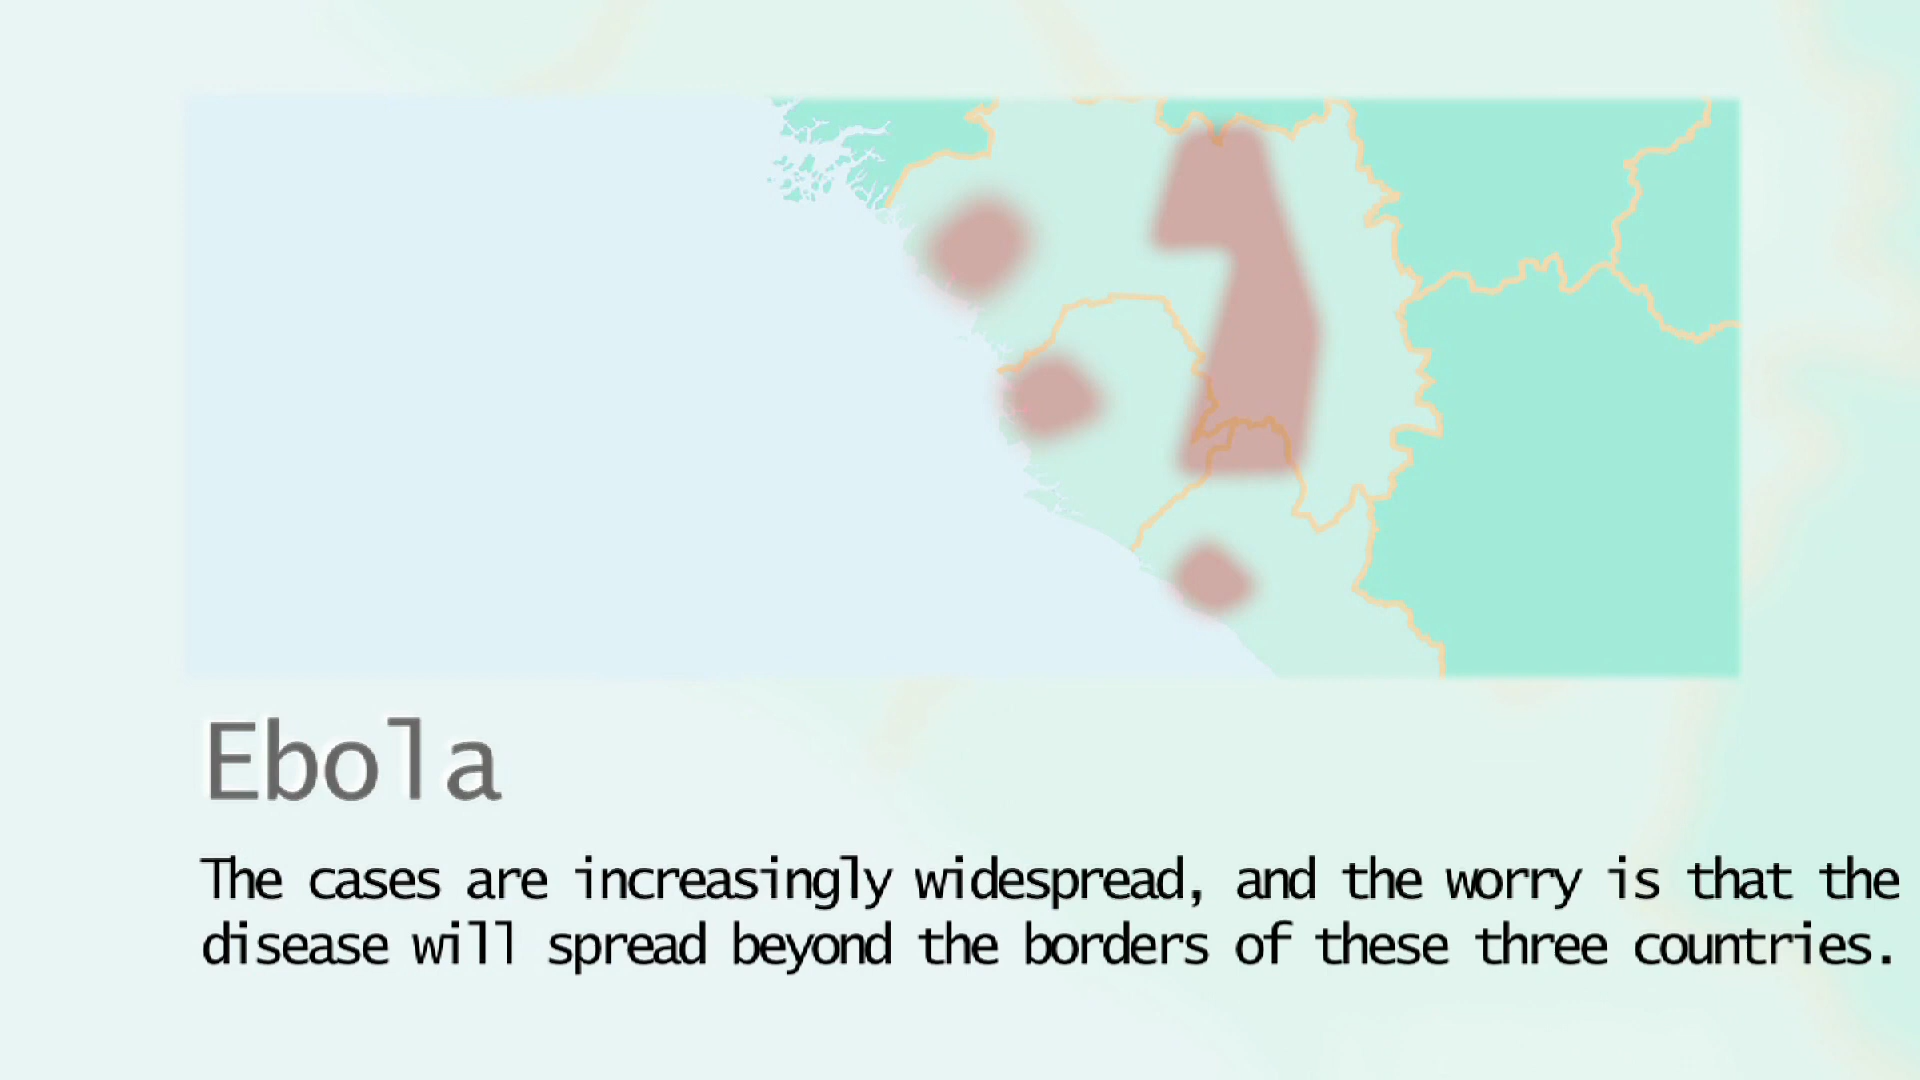 Ebola
The cases are increasingly widespread, and the worry is that the
disease will spread beyond the borders of these three countries.